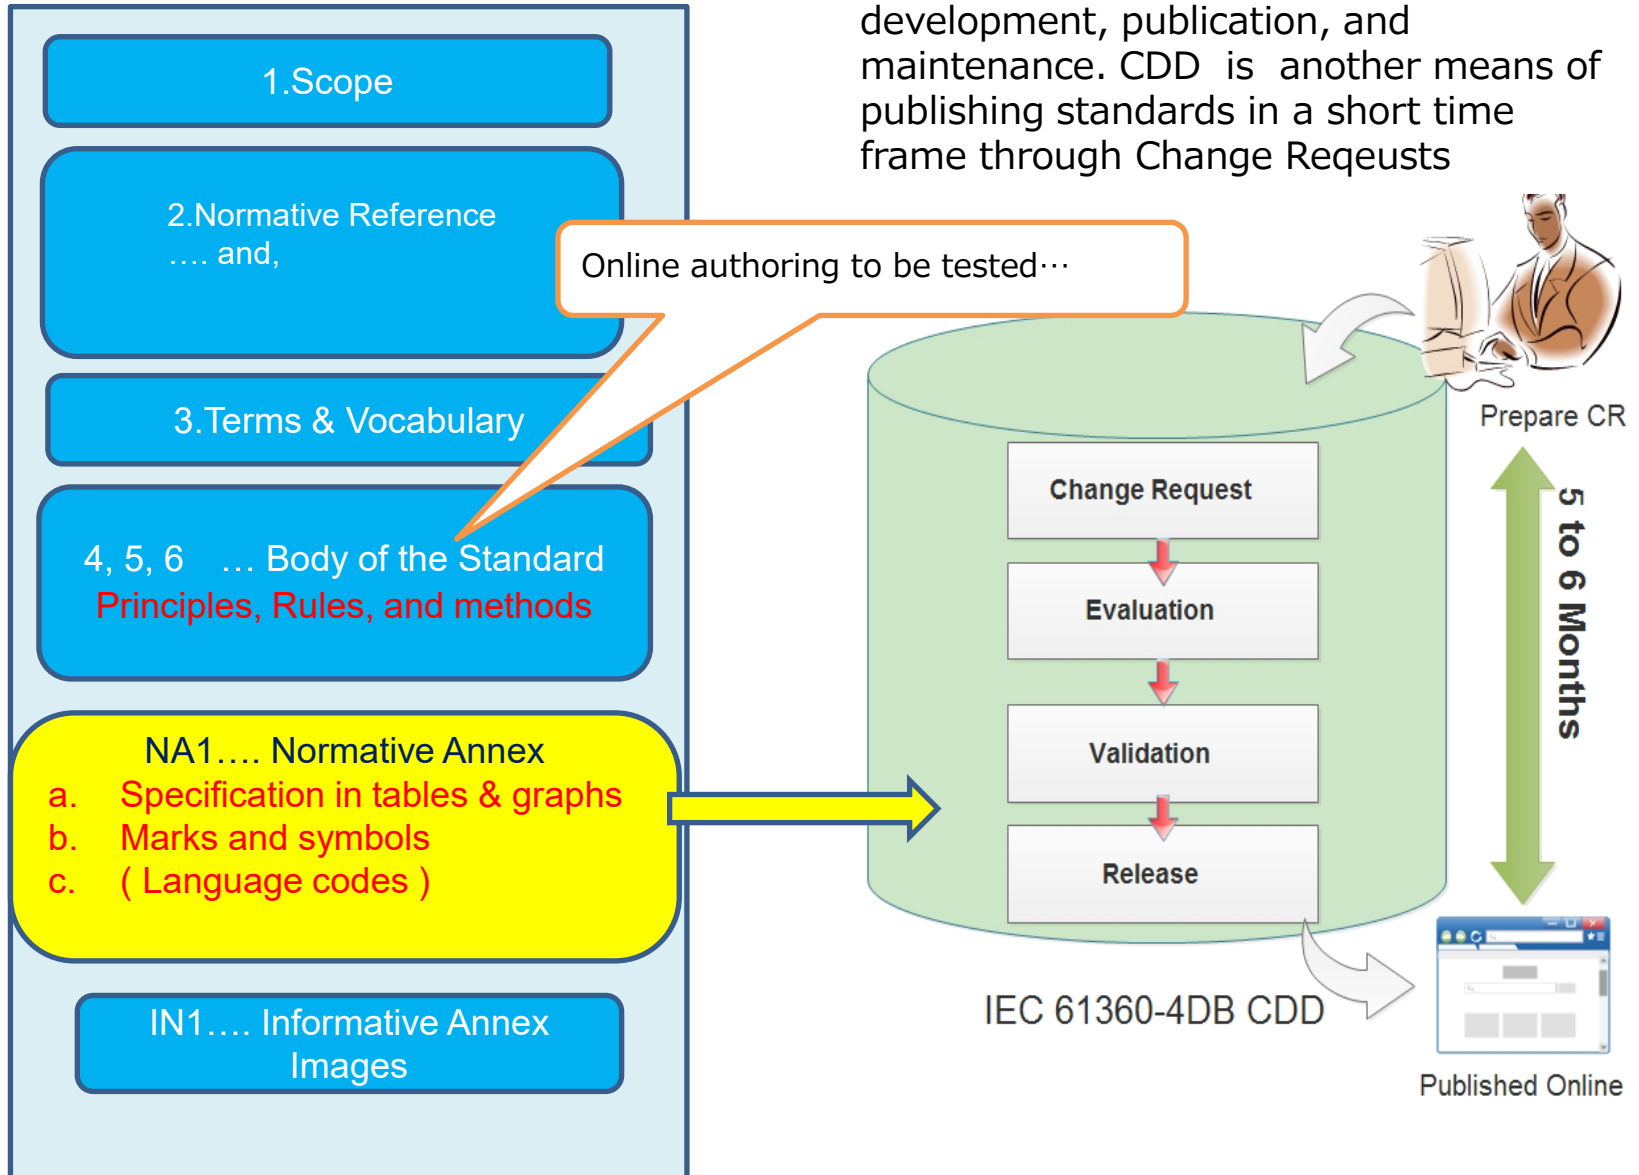 development, publication, and
maintenance. CDD is another means of
publishing standards in a short time
frame through Change Reqeusts
1.Scope
2.Normative Reference
…. and,
Online authoring to be tested…
3.Terms & Vocabulary
4, 5, 6 … Body of the Standard
Principles, Rules, and methods
NA1…. Normative Annex
a. Specification in tables & graphs
b. Marks and symbols
c. ( Language codes )
IN1…. Informative Annex
Images
Prepare CR
Change Request
Evaluation
Validation
Release
5 to 6 Months
IEC 61360-4DB CDD
Published Online